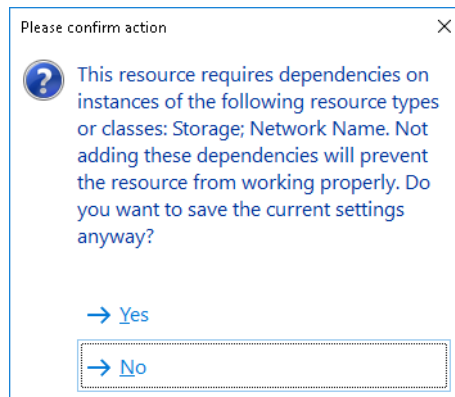 Please confirm action
This resource requires dependencies on
instances of the following resource types
or classes: Storage; Network Name. Not
adding these dependencies will prevent
the resource from working properly. Do
you want to save the current settings
anyway?
Yes
No